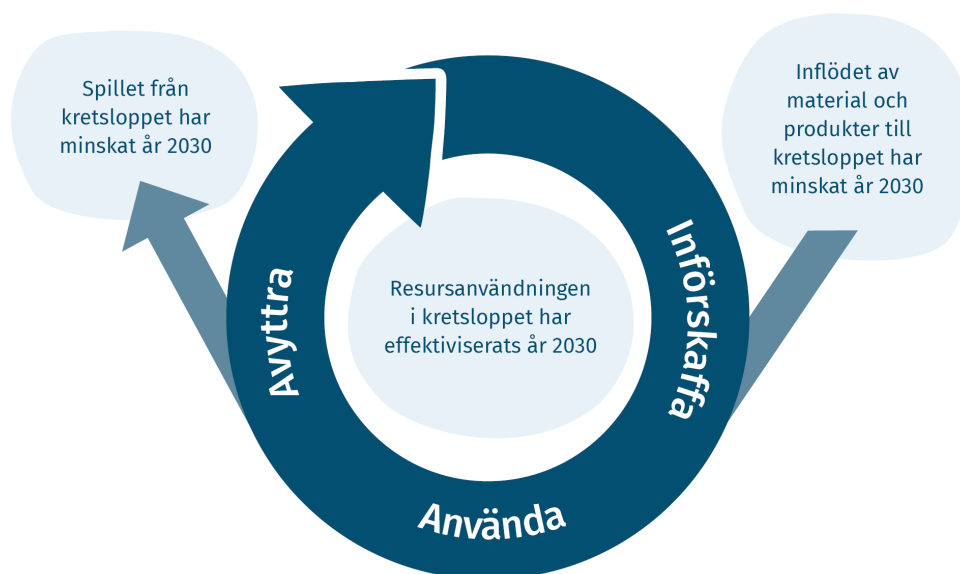 Spillet från
kretsloppet har
minskat år 2030
Inflödet av
material och
produkter till
kretsloppet har
minskat år 2030
Resursanvändningen
i kretsloppet har
effektiviserats år 2030
Införskaffa
Använda
Avyttra